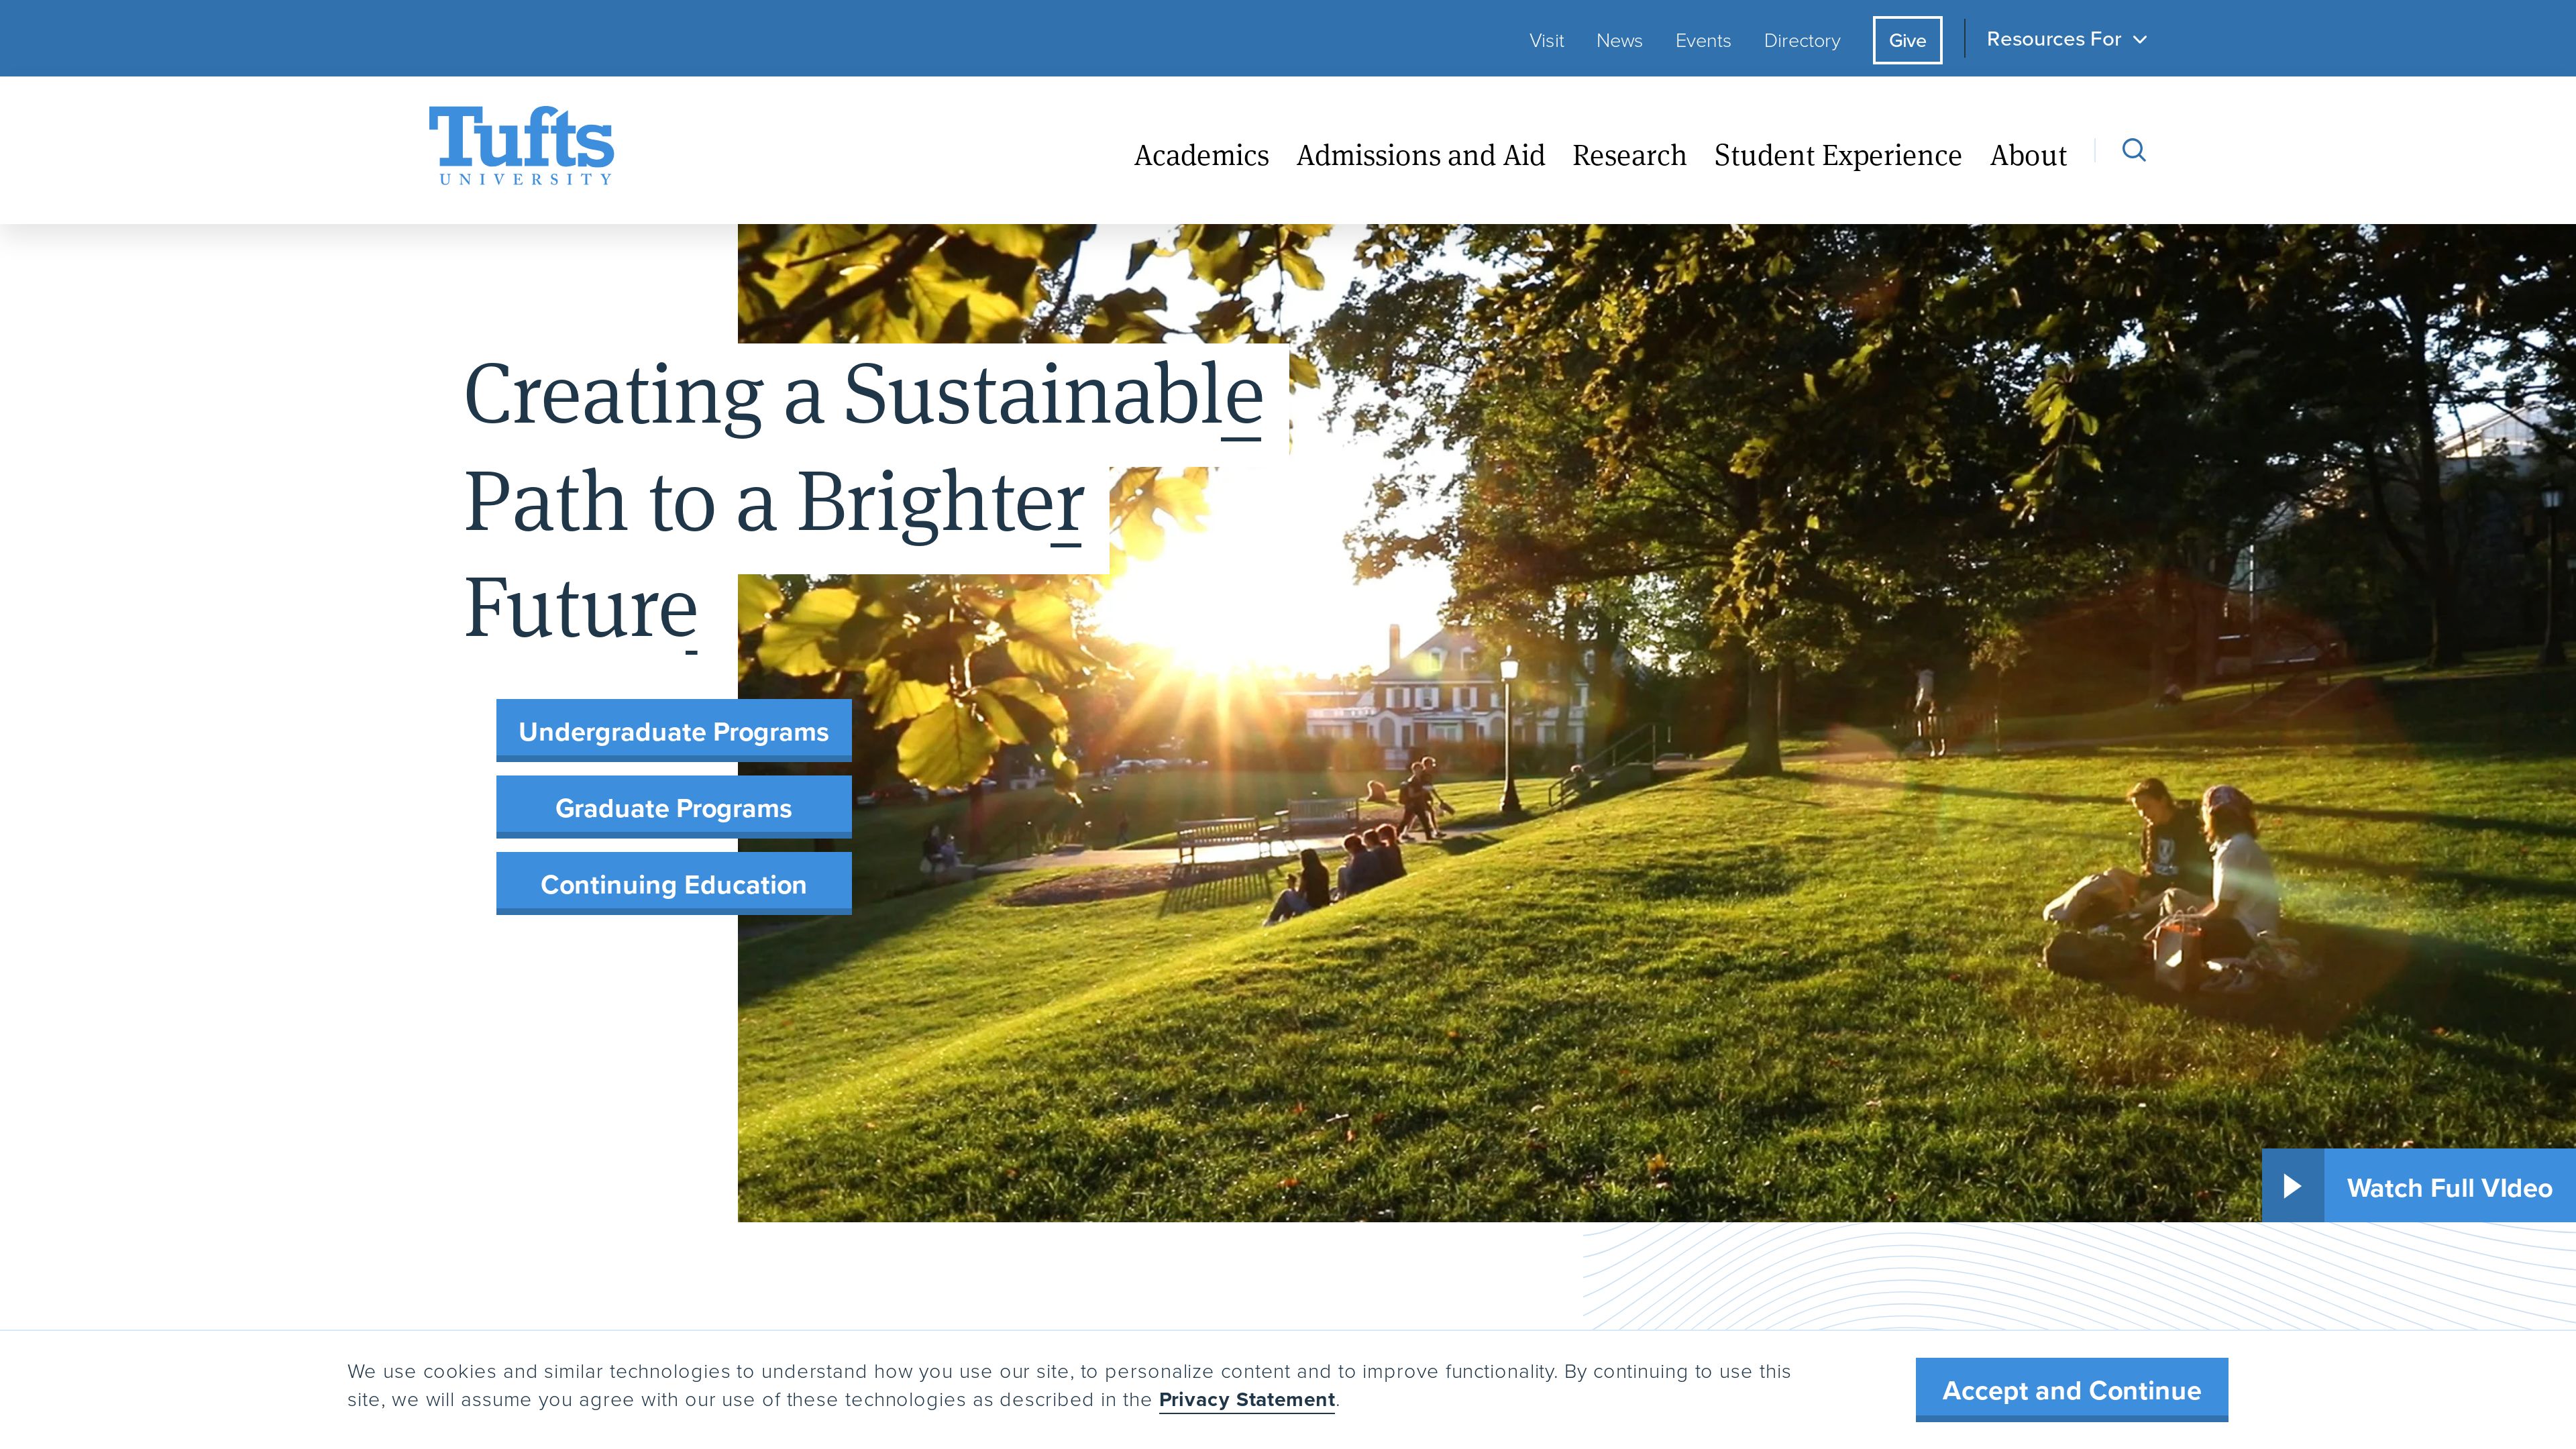 Visit News Events Directory Give Resources For
Tufts
UNIVERSITY
Academics Admissions and Aid Research Student Experience About
Creating a Sustainable
Path to a Brighter
Future
Undergraduate Programs
Graduate Programs
Continuing Education
Watch Full VIdeo
We use cookies and similar technologies to understand how you use our site, to personalize content and to improve functionality. By continuing to use this
site, we will assume you agree with our use of these technologies as described in the Privacy Statement.
Accept and Continue